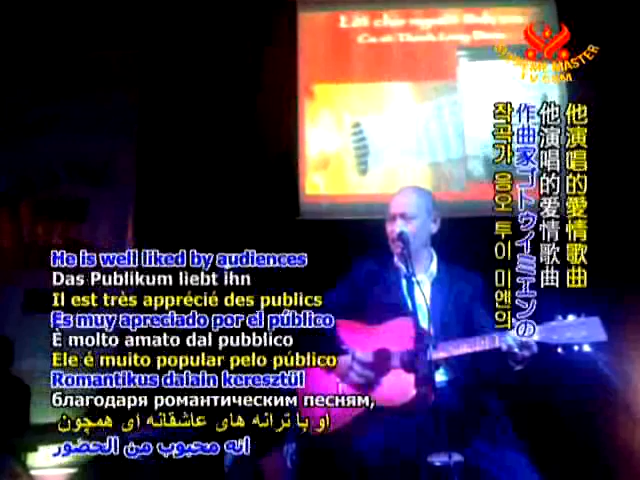 SUPREME MASTER
TV.COM
He is well liked by audiences
Das Publikum liebt ihn
Il est très apprécié des publics
Es muy apreciado por el público
È molto amato dal pubblico
Ele é muito popular pelo público
Romantikus dalain keresztül
благодаря романтическим песням,
او با ترانه های عاشقانه ای همچون
انه محبوب من الحضور
他演唱的愛情歌曲
他演唱的爱情歌曲
作曲家ゴ トゥイ ミエンの
작곡가 응오 투이 미엔의